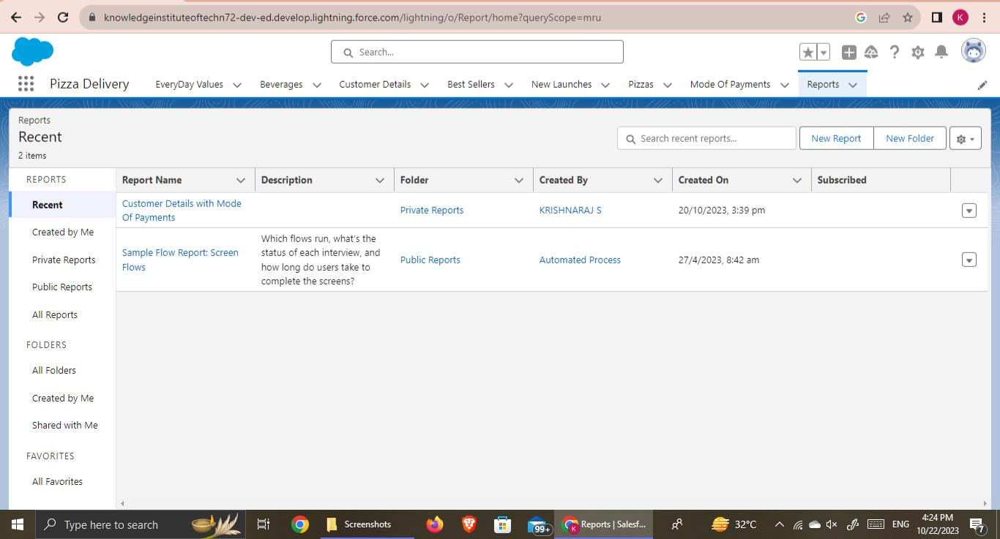 knowledgeinstituteoftechn72-dev-ed.develop.lightning.force.com/lightning/o/Report/home?queryScope=mru
K
Search...
Pizza Delivery
EveryDay Values
Beverages
Customer Details
Best Sellers
New Launches
Pizzas
Mode Of Payments
Reports
Reports
Recent
2 items
Search recent reports...
New Report
New Folder
REPORTS
Recent
Created by Me
Private Reports
Public Reports
All Reports
FOLDERS
All Folders
Created by Me
Shared with Me
FAVORITES
All Favorites
Report Name
Description
Folder
Created By
Created On
Subscribed
Customer Details with Mode
Of Payments
Private Reports
KRISHNARAJ S
20/10/2023, 3:39 pm
Sample Flow Report: Screen
Flows
Which flows run, what's the
status of each interview, and
how long do users take to
complete the screens?
Public Reports
Automated Process
27/4/2023, 8:42 am
Type here to search
Screenshots
99+
K
Reports | Salesf...
32°C
ENG
4:24 PM
10/22/2023
7